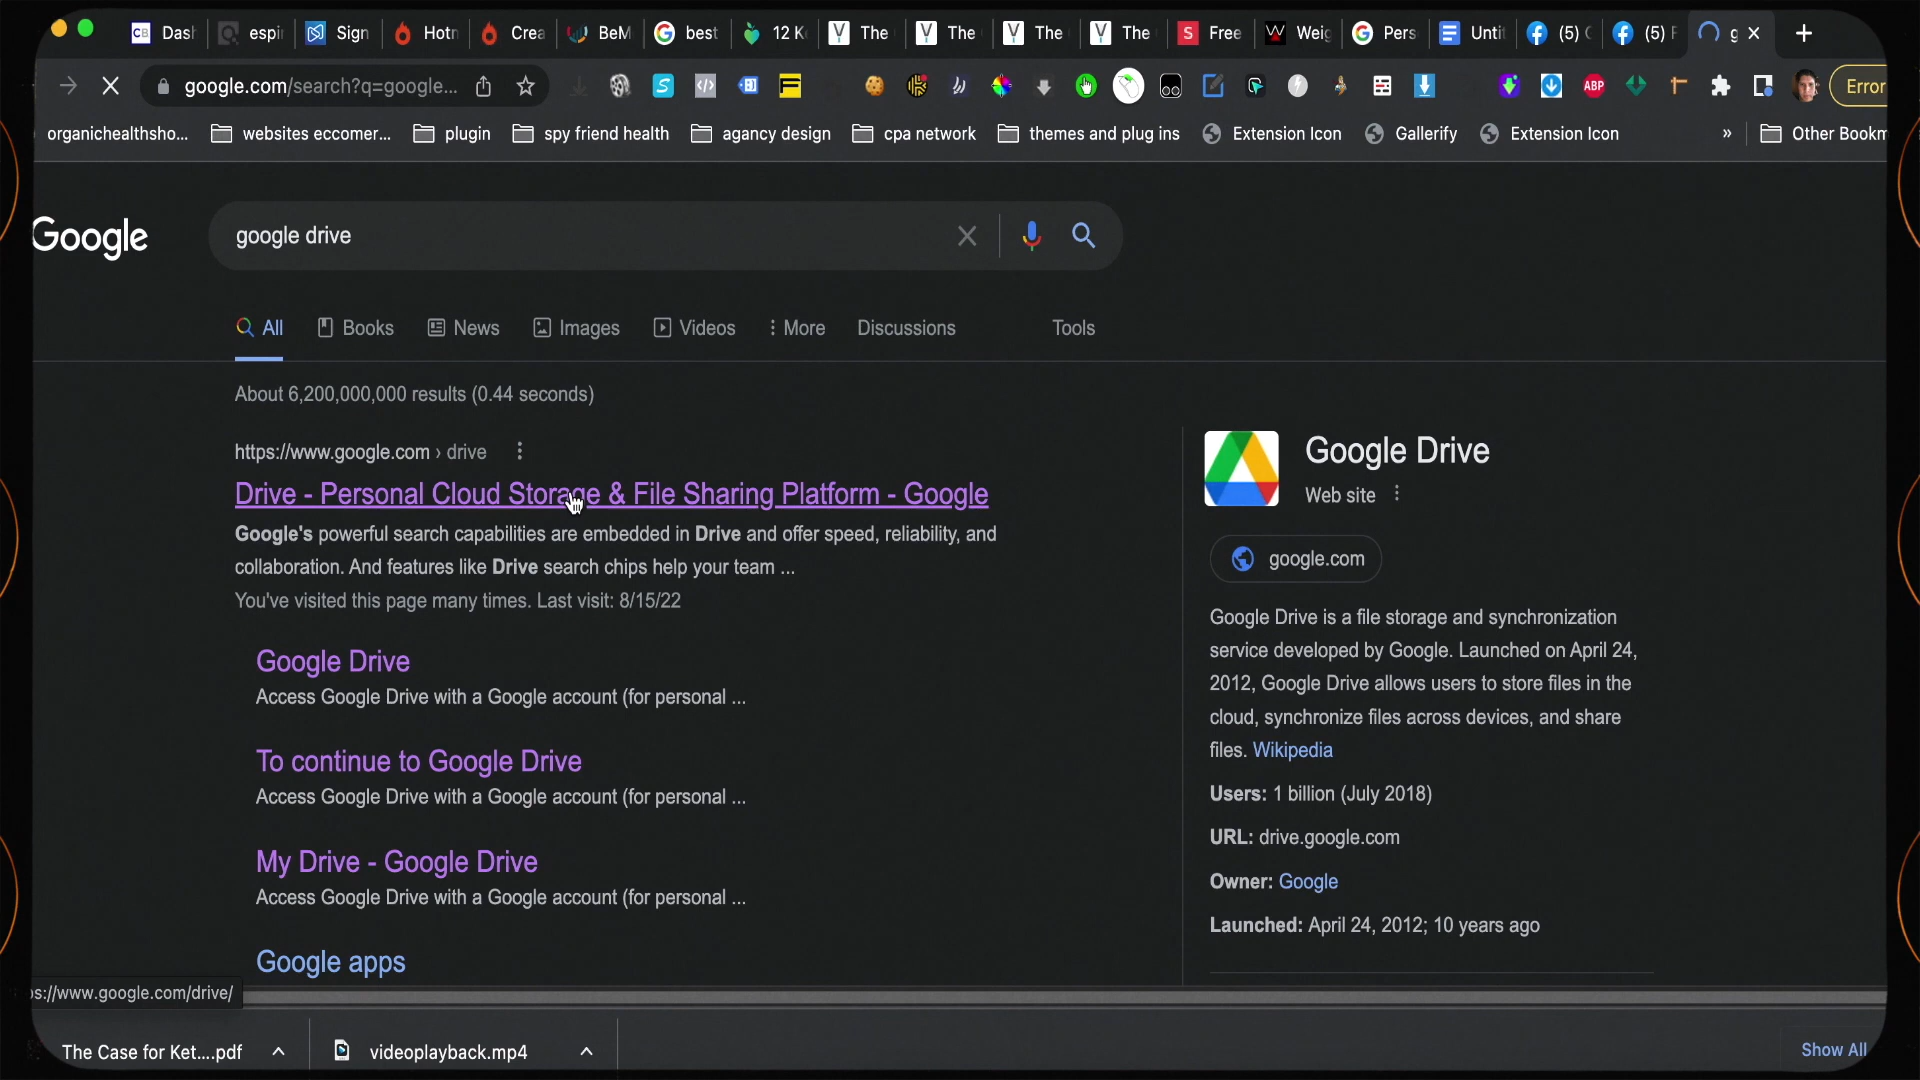 CB Dash
espi
Sign
Hotn
Crea
BeM
best
12 K
The
The
The
The
Free
Weig
Pers
Unti
(5)
(5) F
g
google.com/search?q=google...
ABP
Error
organichealthsho...
websites eccomer...
plugin
spy friend health
agancy design
cpa network
themes and plug ins
Extension Icon
Gallerify
Extension Icon
»
Other Bookm
Google
google drive
All
Books
News
Images
Videos
More
Discussions
Tools
About 6,200,000,000 results (0.44 seconds)
https://www.google.com › drive
Drive - Personal Cloud Storage & File Sharing Platform - Google
Google's powerful search capabilities are embedded in Drive and offer speed, reliability, and
collaboration. And features like Drive search chips help your team ...
You've visited this page many times. Last visit: 8/15/22
Google Drive
Access Google Drive with a Google account (for personal ...
To continue to Google Drive
Access Google Drive with a Google account (for personal ...
My Drive - Google Drive
Access Google Drive with a Google account (for personal ...
Google apps
Google Drive
Web site
google.com
Google Drive is a file storage and synchronization
service developed by Google. Launched on April 24,
2012, Google Drive allows users to store files in the
cloud, synchronize files across devices, and share
files. Wikipedia
Users: 1 billion (July 2018)
URL: drive.google.com
Owner: Google
Launched: April 24, 2012; 10 years ago
ps://www.google.com/drive/
The Case for Ket....pdf
videoplayback.mp4
Show All